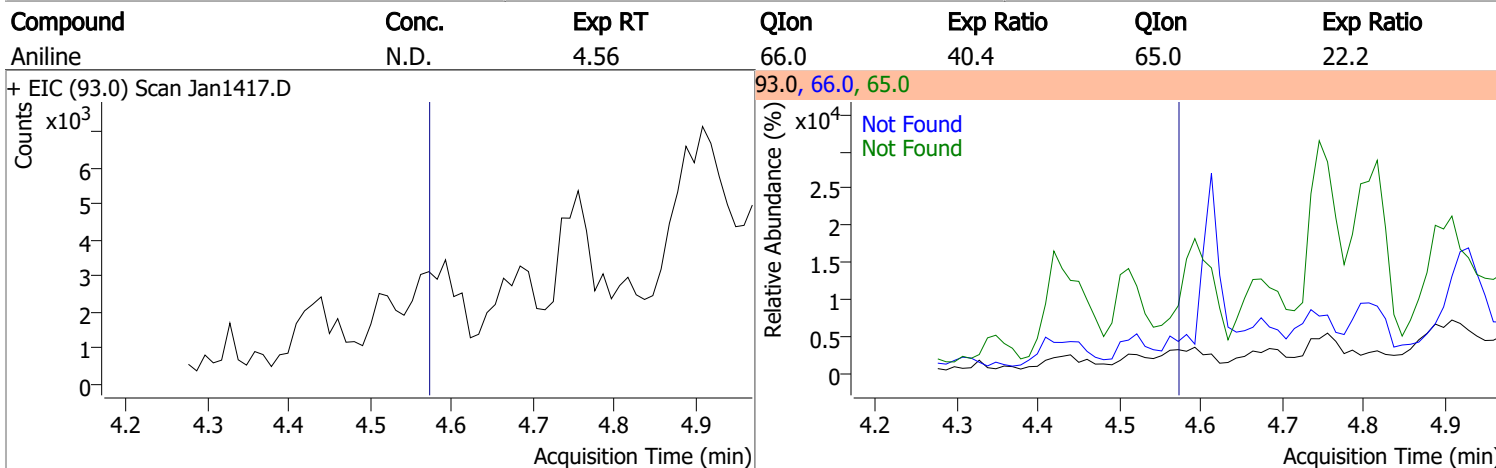 Compound Conc. Exp RT QIon Exp Ratio QIon Exp Ratio
Aniline N.D. 4.56 66.0 40.4 65.0 22.2
+ EIC (93.0) Scan Jan1417.D
Counts
x10³
6
5
4
3
2
1
0
4.2 4.3 4.4 4.5 4.6 4.7 4.8 4.9
Acquisition Time (min)
93.0, 66.0, 65.0
Relative Abundance (%)
x10⁴
Not Found
Not Found
2.5
2
1.5
1
0.5
0
4.2 4.3 4.4 4.5 4.6 4.7 4.8 4.9
Acquisition Time (min)